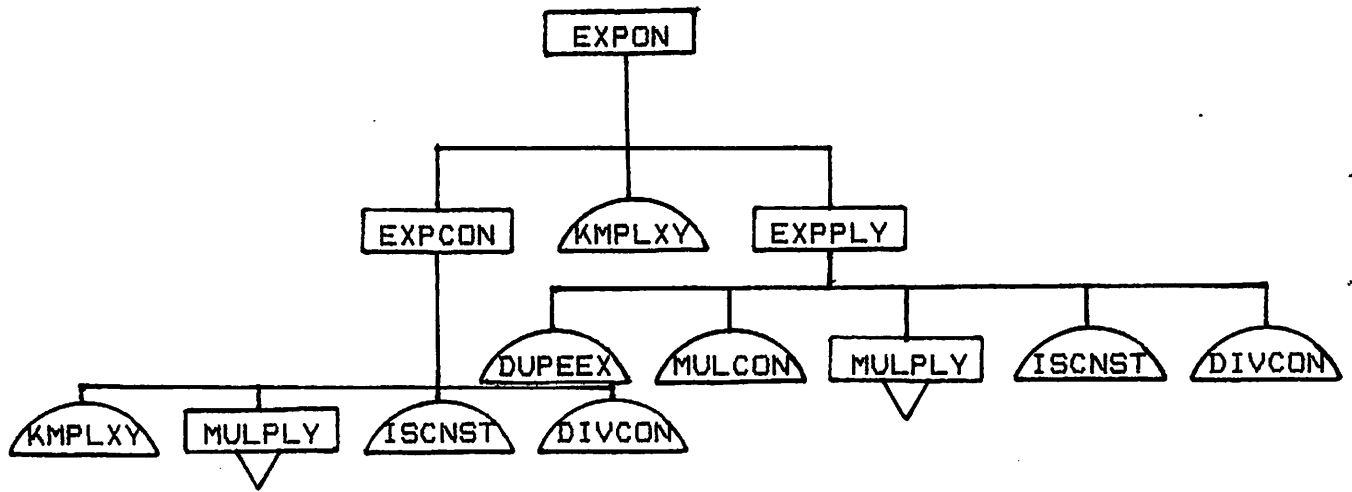 EXPON
EXPCON KMPLXY EXPPLY
DUPEEX MULCON MULPLY ISCNST DIVCON
KMPLXY MULPLY ISCNST DIVCON